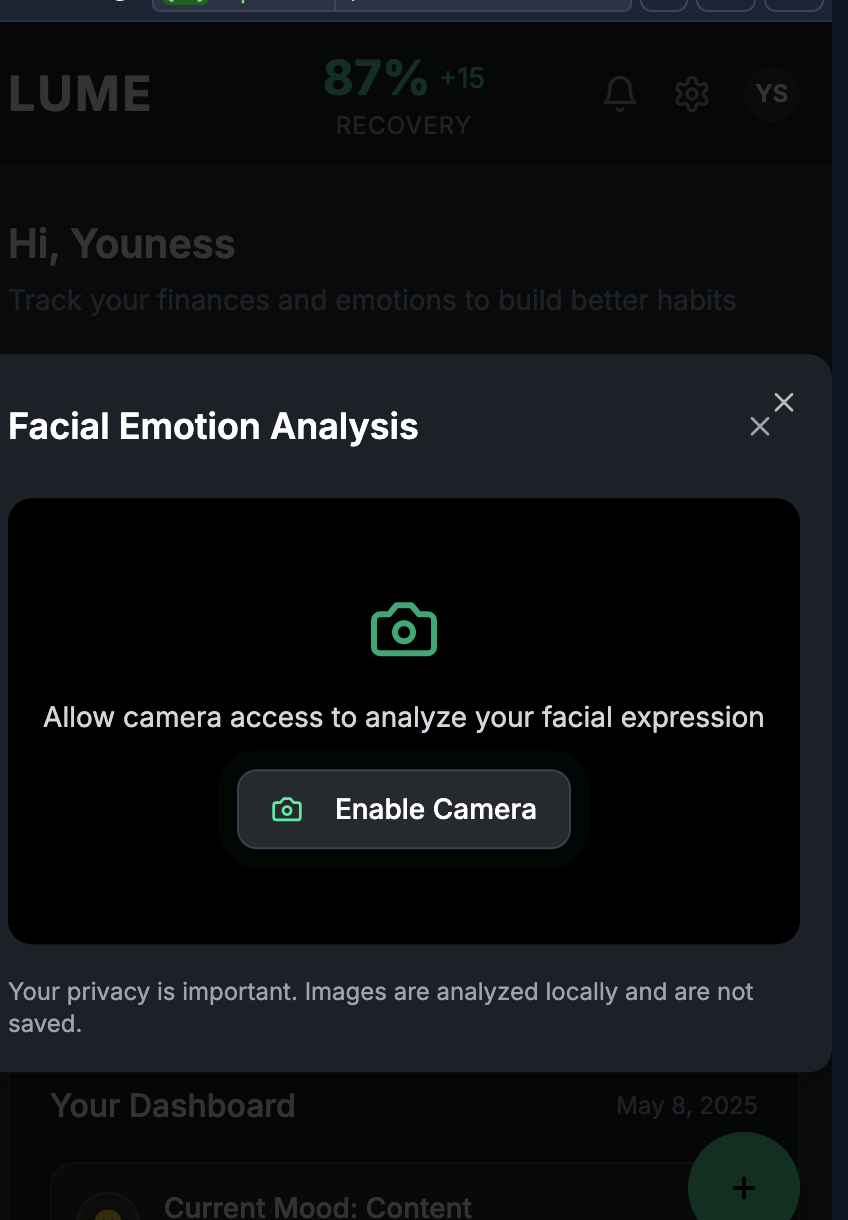 LUME
87% +15
RECOVERY
YS
Hi, Youness
Track your finances and emotions to build better habits
Facial Emotion Analysis
Allow camera access to analyze your facial expression
Enable Camera
Your privacy is important. Images are analyzed locally and are not
saved.
Your Dashboard
May 8, 2025
Current Mood: Content